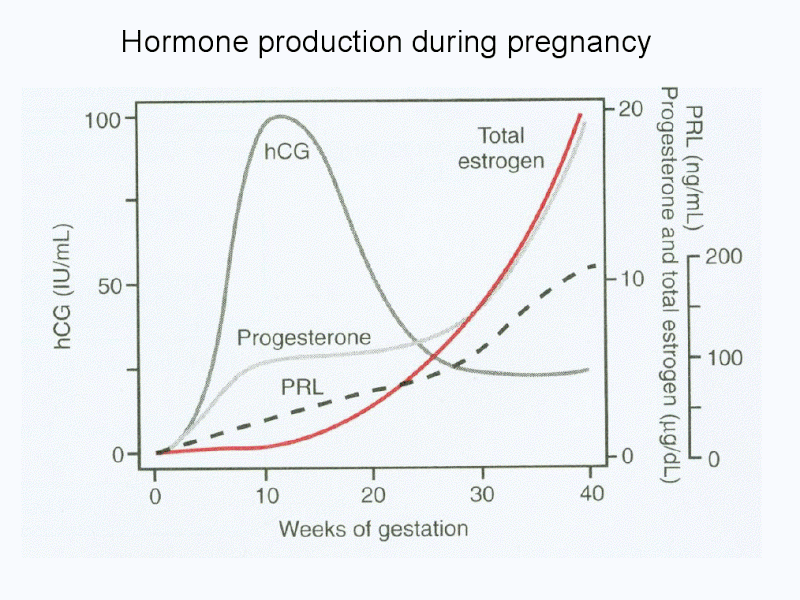 Hormone production during pregnancy
100
50
0
hCG (IU/mL)
hCG
Total
estrogen
Progesterone
PRL
20
10
0
Progesterone and total estrogen (µg/dL)
PRL (ng/mL)
200
100
0
0
10
20
30
40
Weeks of gestation